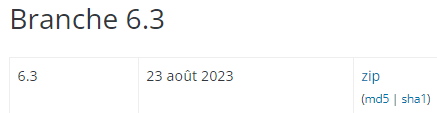 Branche 6.3
6.3 23 août 2023 zip
(md5 | sha1)